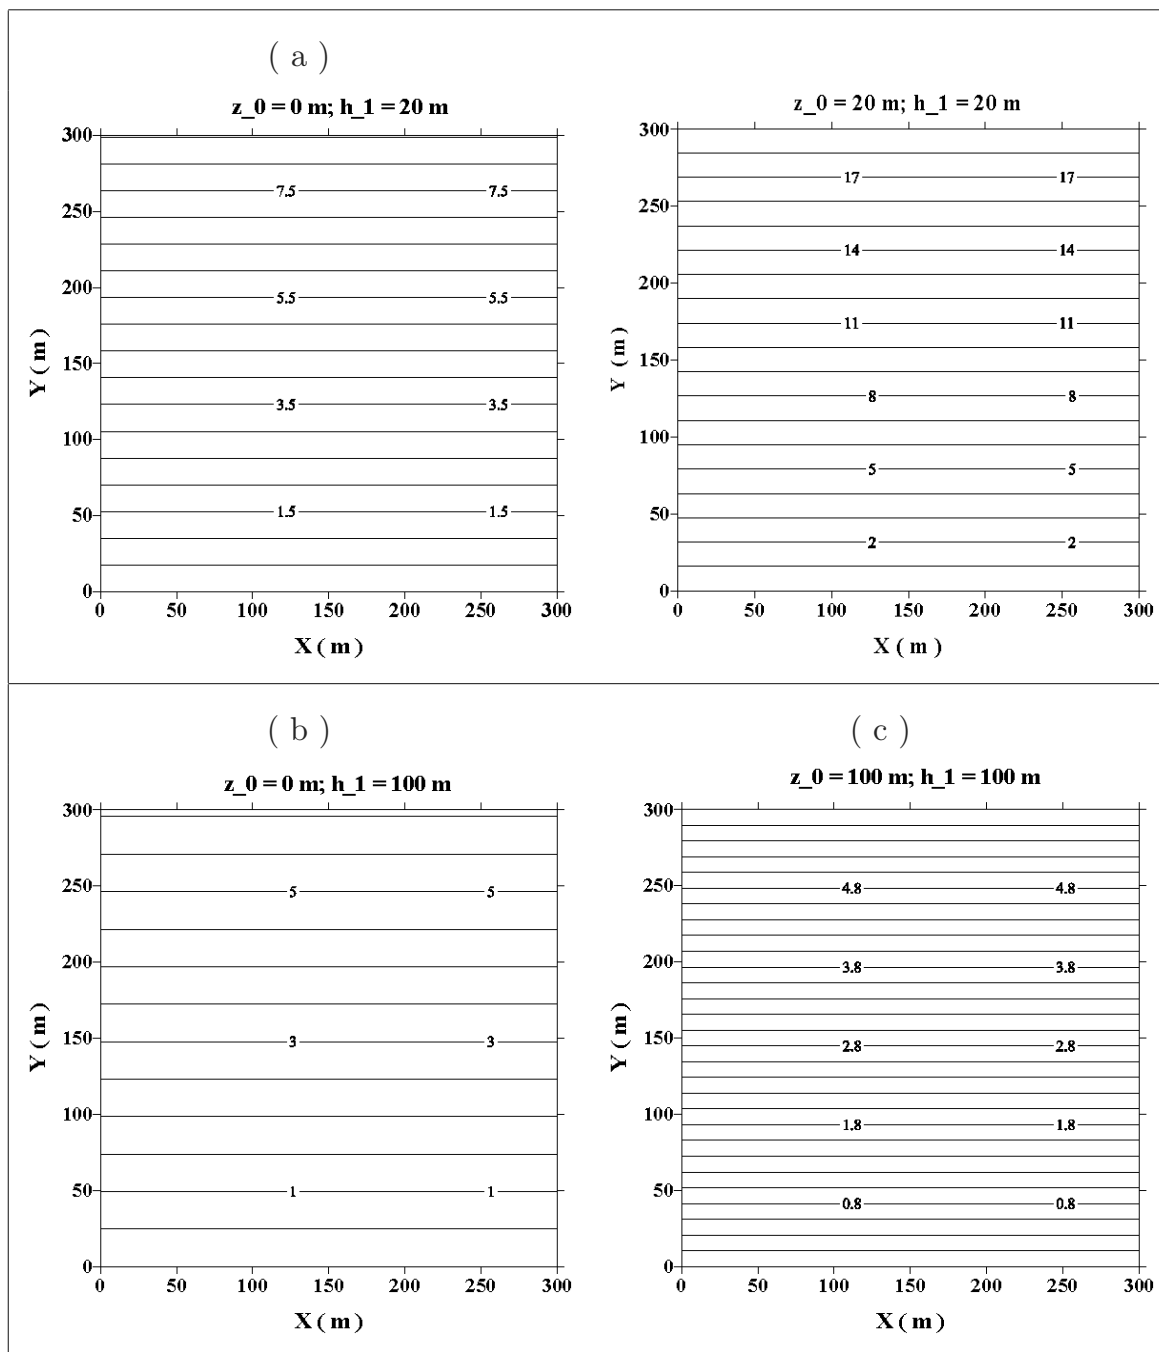 ( a )
z_0 = 0 m; h_1 = 20 m
300
250
200
150
100
50
0
Y ( m )
7.5 7.5
5.5 5.5
3.5 3.5
1.5 1.5
0 50 100 150 200 250 300
X ( m )
z_0 = 20 m; h_1 = 20 m
300
250
200
150
100
50
0
Y ( m )
17 17
14 14
11 11
8 8
5 5
2 2
0 50 100 150 200 250 300
X ( m )
( b )
z_0 = 0 m; h_1 = 100 m
300
250
200
150
100
50
0
Y ( m )
5 5
3 3
1 1
0 50 100 150 200 250 300
X ( m )
( c )
z_0 = 100 m; h_1 = 100 m
300
250
200
150
100
50
0
Y ( m )
4.8 4.8
3.8 3.8
2.8 2.8
1.8 1.8
0.8 0.8
0 50 100 150 200 250 300
X ( m )